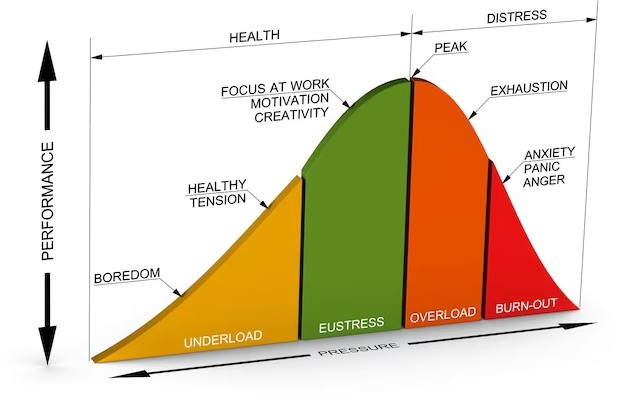 HEALTH
DISTRESS
PEAK
FOCUS AT WORK
MOTIVATION
CREATIVITY
EXHAUSTION
ANXIETY
PANIC
ANGER
HEALTHY
TENSION
BOREDOM
PERFORMANCE
UNDERLOAD
EUSTRESS
OVERLOAD
BURN-OUT
PRESSURE